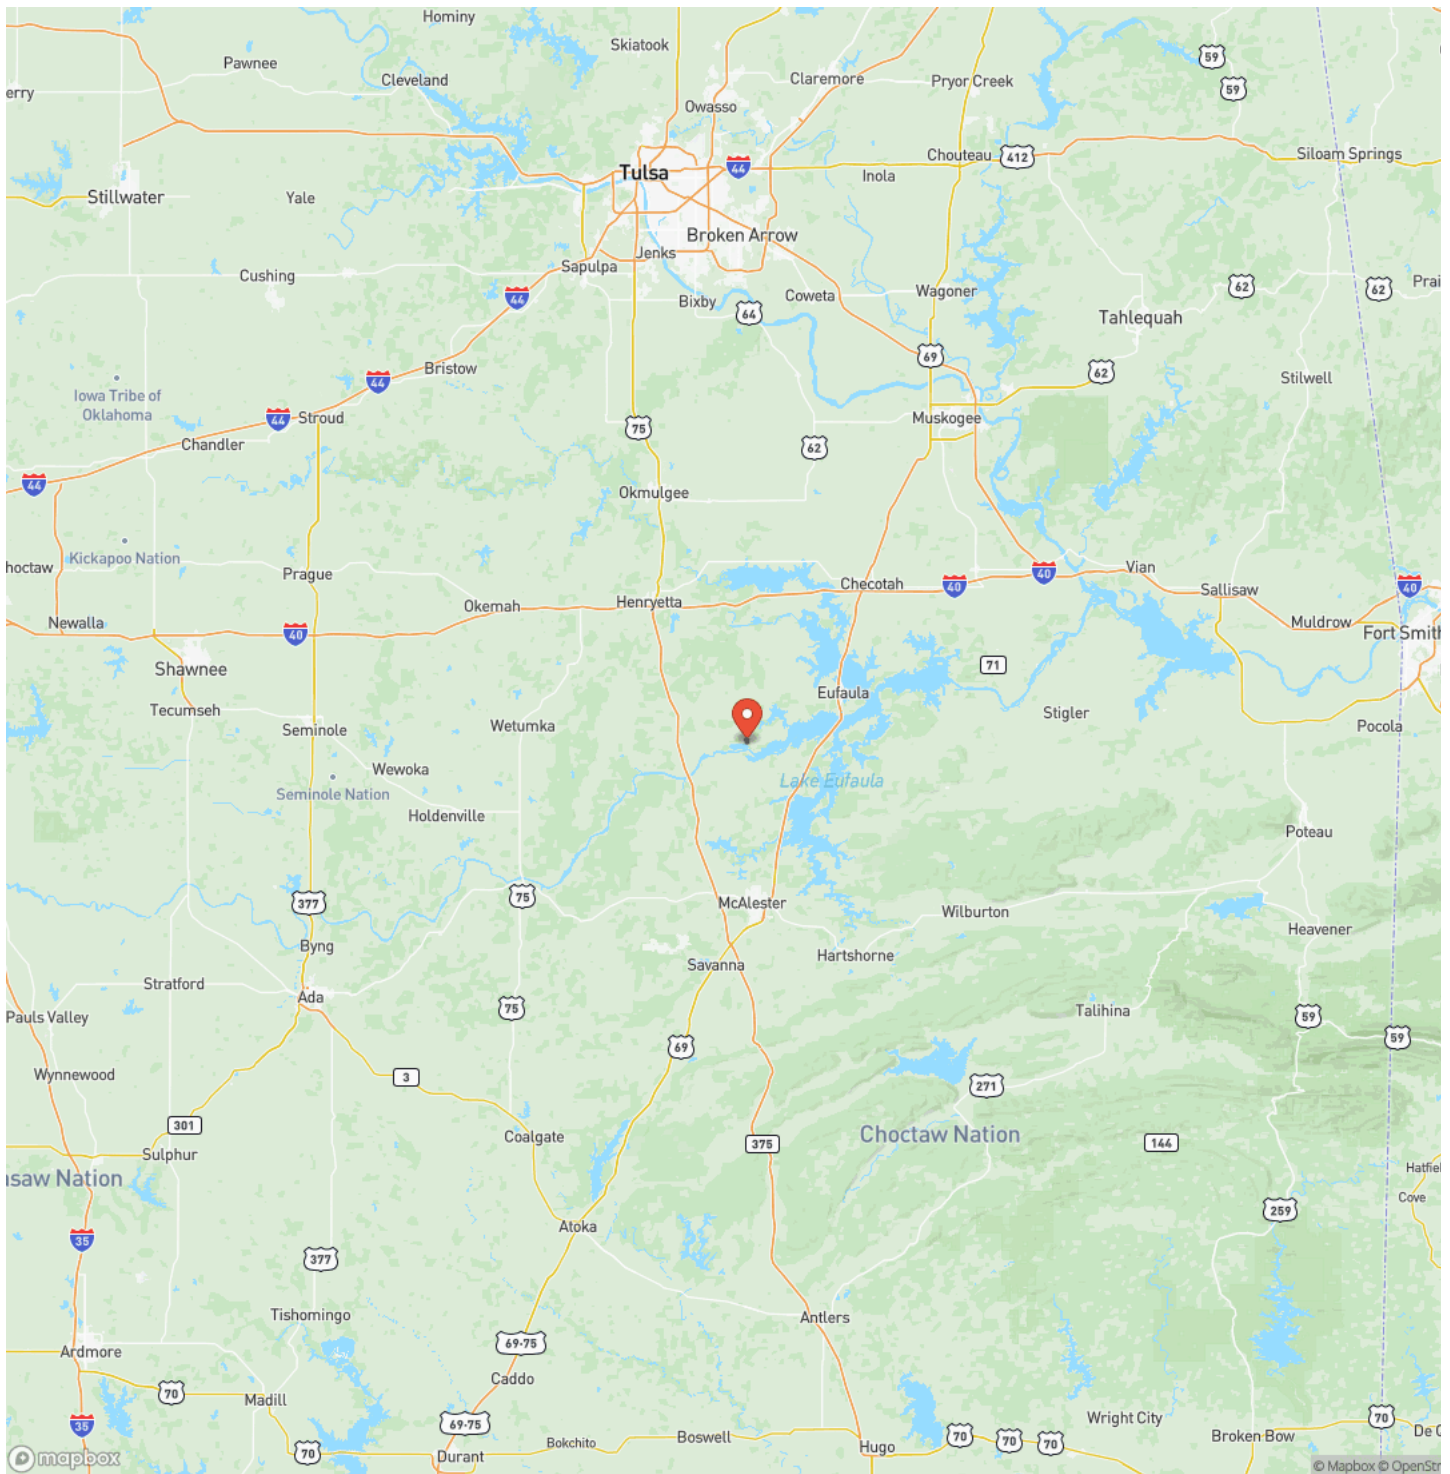 Hominy
Skiatook
Pawnee
Cleveland
Claremore
Pryor Creek
59
59
erry
Owasso
Chouteau
412
Siloam Springs
Tulsa
44
Inola
Stillwater
Yale
Broken Arrow
Jenks
Sapulpa
Cushing
44
Bixby
64
Coweta
Wagoner
62
62
Prai
Tahlequah
69
Bristow
44
62
Stilwell
Iowa Tribe of
Oklahoma
44
Stroud
Muskogee
75
Chandler
62
44
Okmulgee
Kickapoo Nation
hoctaw
Prague
Checotah
40
40
Vian
Sallisaw
40
Henryetta
Okemah
Newalla
40
Muldrow
Fort Smith
Shawnee
71
Eufaula
Tecumseh
Seminole
Wetumka
Stigler
Pocola
Wewoka
Lake Eufaula
Seminole Nation
Holdenville
Poteau
377
75
McAlester
Wilburton
Heavener
Byng
Savanna
Hartshorne
Stratford
Ada
75
Talihina
Pauls Valley
59
59
69
Wynnewood
3
271
301
Coalgate
375
Choctaw Nation
144
Sulphur
asaw Nation
Hatfiel
Cove
259
Atoka
35
377
Tishomingo
Antlers
69-75
Ardmore
Caddo
70
Madill
35
69-75
Bokchito
Boswell
70
70
70
Wright City
70
De Q
Broken Bow
70
Durant
Hugo
mapbox
© Mapbox © OpenStr